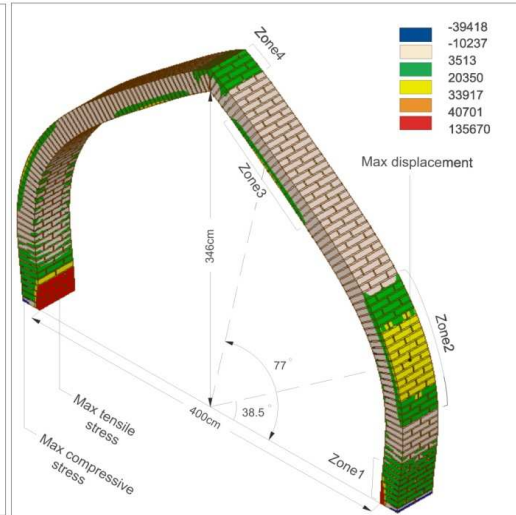 Zone4
-39418
-10237
3513
20350
33917
40701
135670
Max displacement
Zone3
346cm
Zone2
77°
38.5°
400cm
Max tensile
stress
Max compressive
stress
Zone1